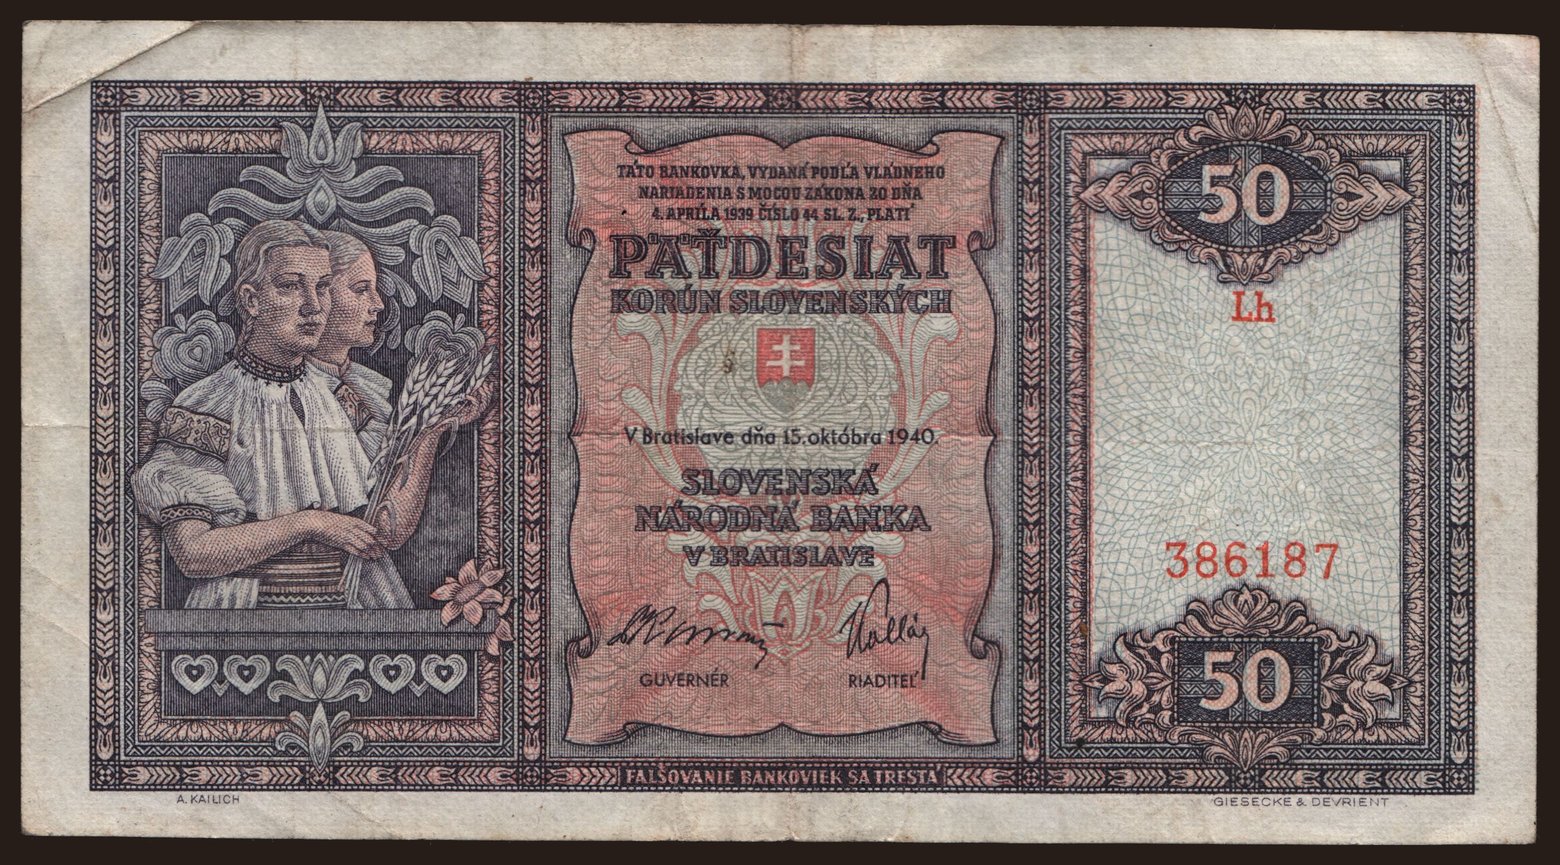 TÁTO BANKOVKA, VYDANÁ PODĽA VLÁDNEHO
NARIADENIA S MOCOU ZÁKONA ZO DŇA
4. APRÍLA 1939 ČÍSLO 44 SL. Z., PLATÍ
PÄŤDESIAT
KORÚN SLOVENSKÝCH
V Bratislave dňa 15. októbra 1940.
SLOVENSKÁ
NÁRODNÁ BANKA
V BRATISLAVE
GUVERNÉR
RIADITEĽ
FALŠOVANIE BANKOVIEK SA TRESTÁ
50
Lh
386187
50
A. KAILICH
GIESECKE & DEVRIENT